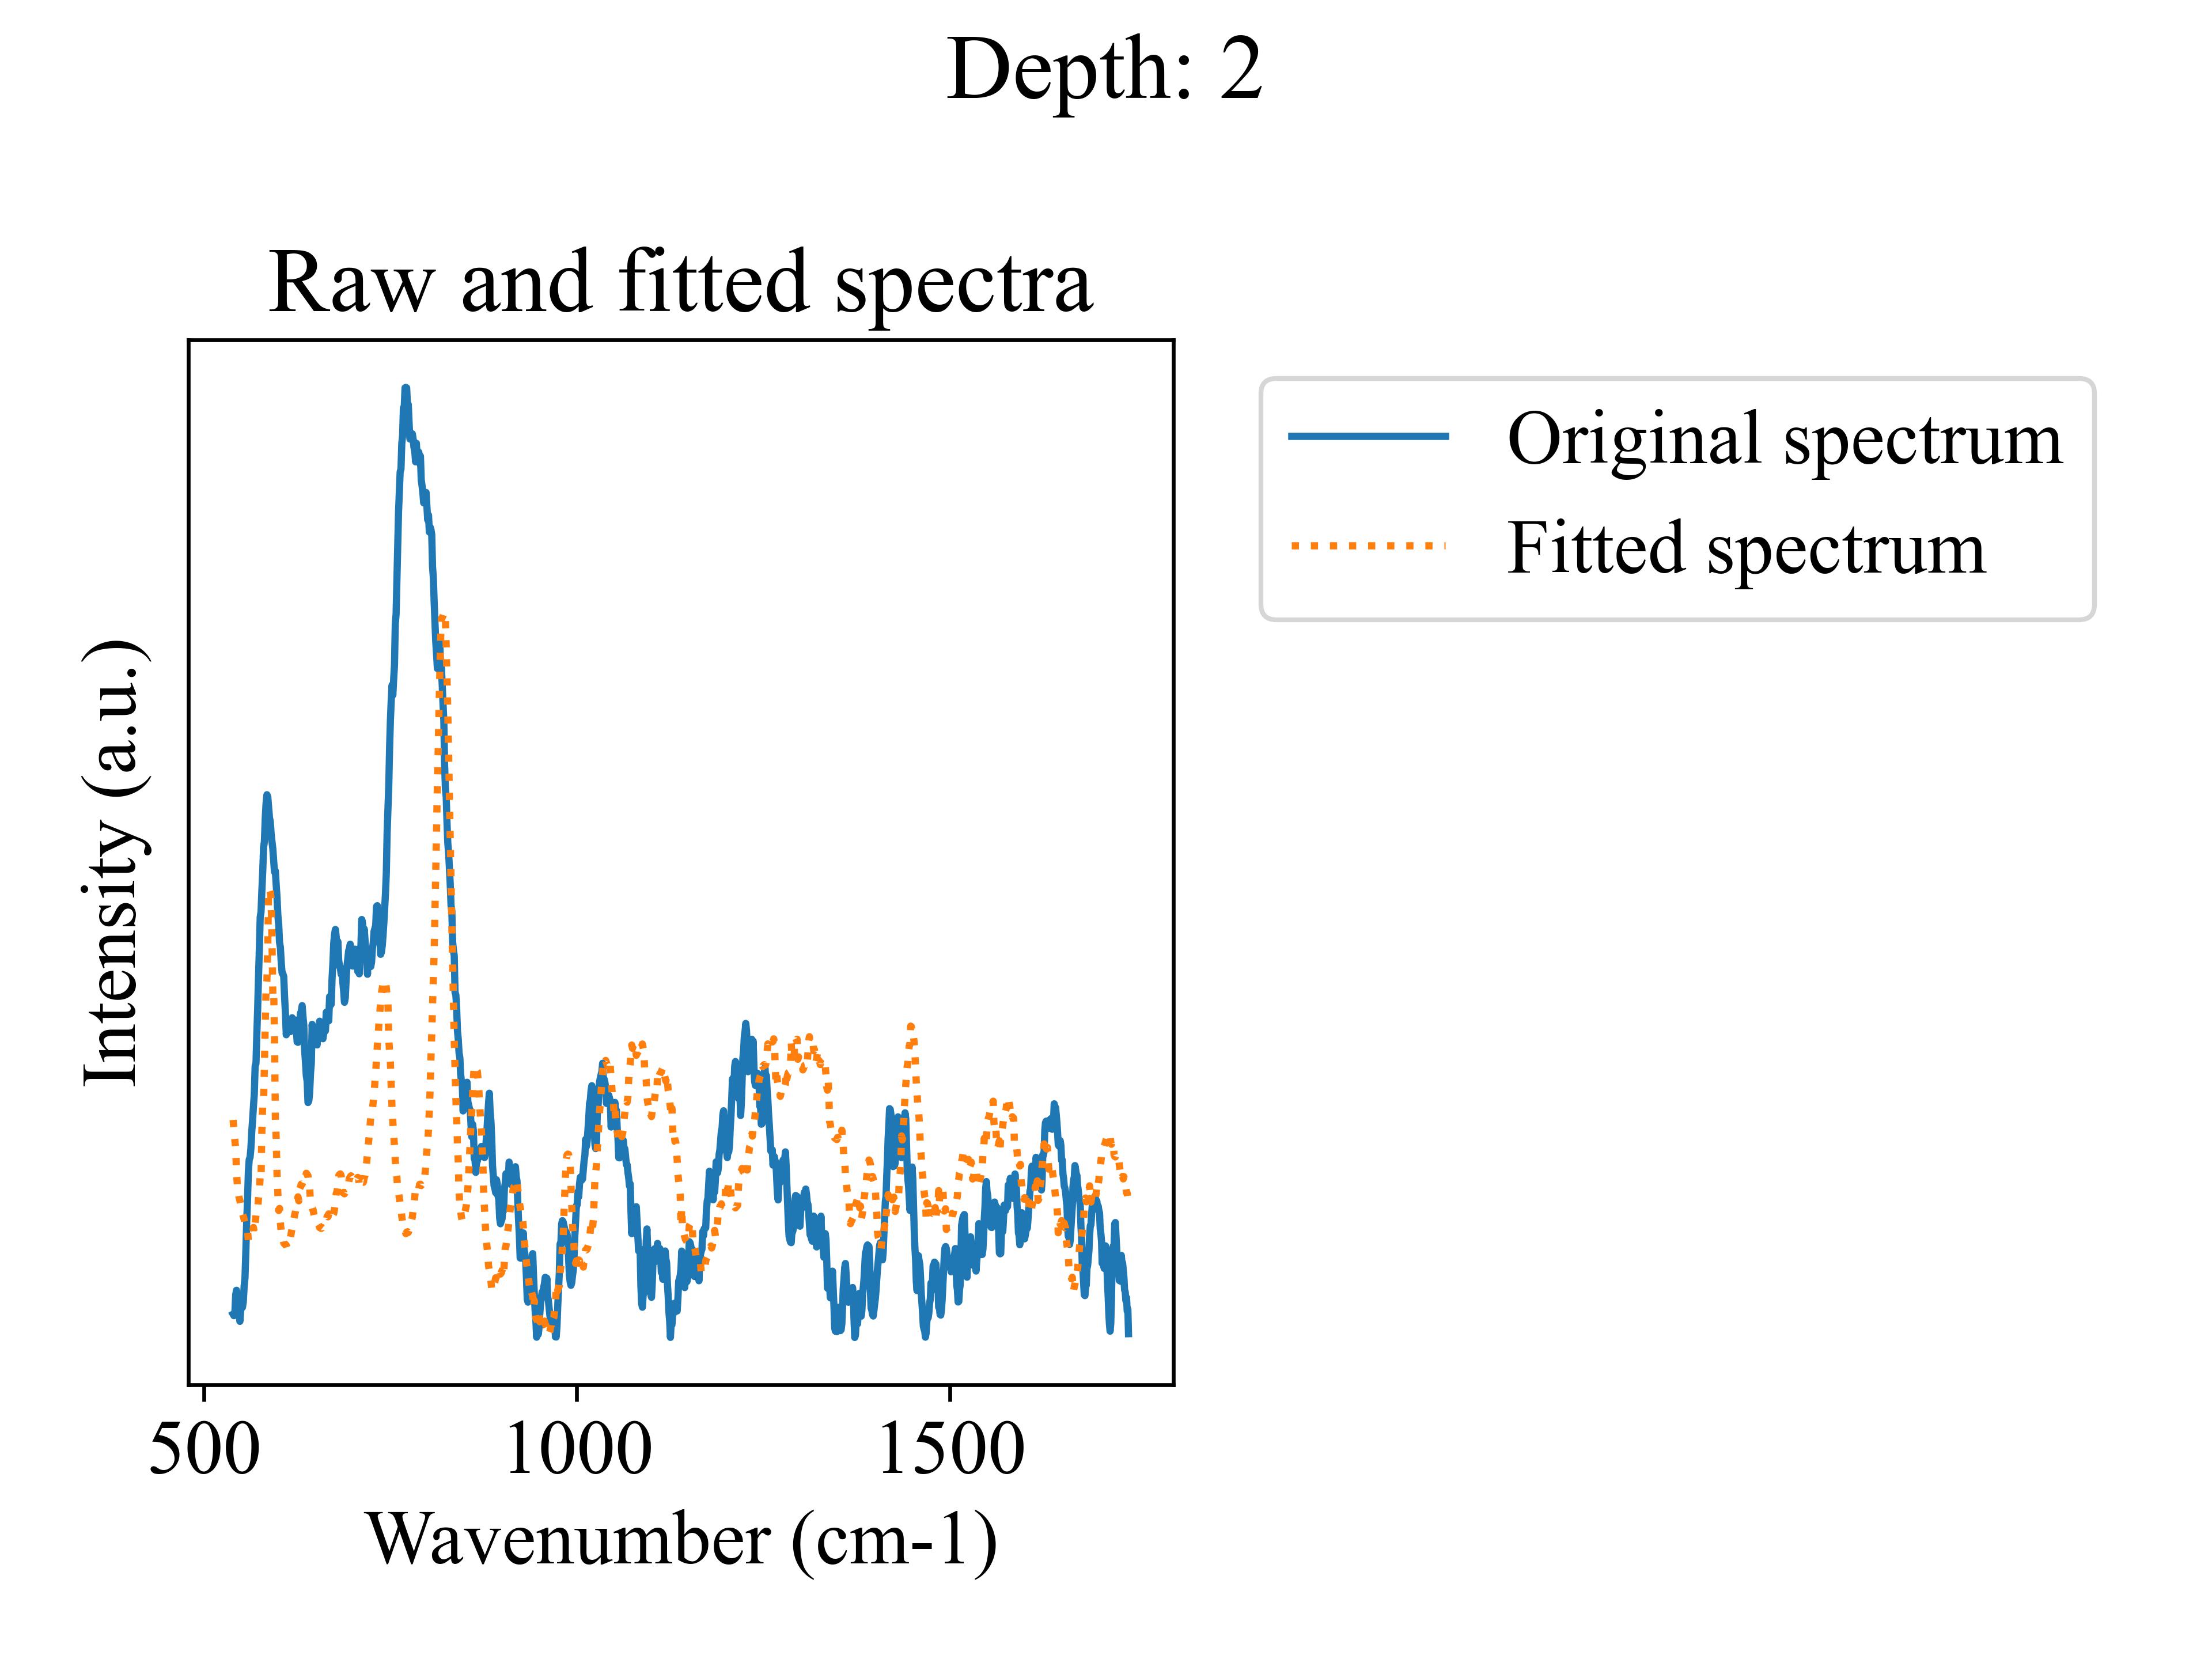 Depth: 2
Raw and fitted spectra
Original spectrum
Fitted spectrum
Intensity (a.u.)
500 1000 1500
Wavenumber (cm-1)